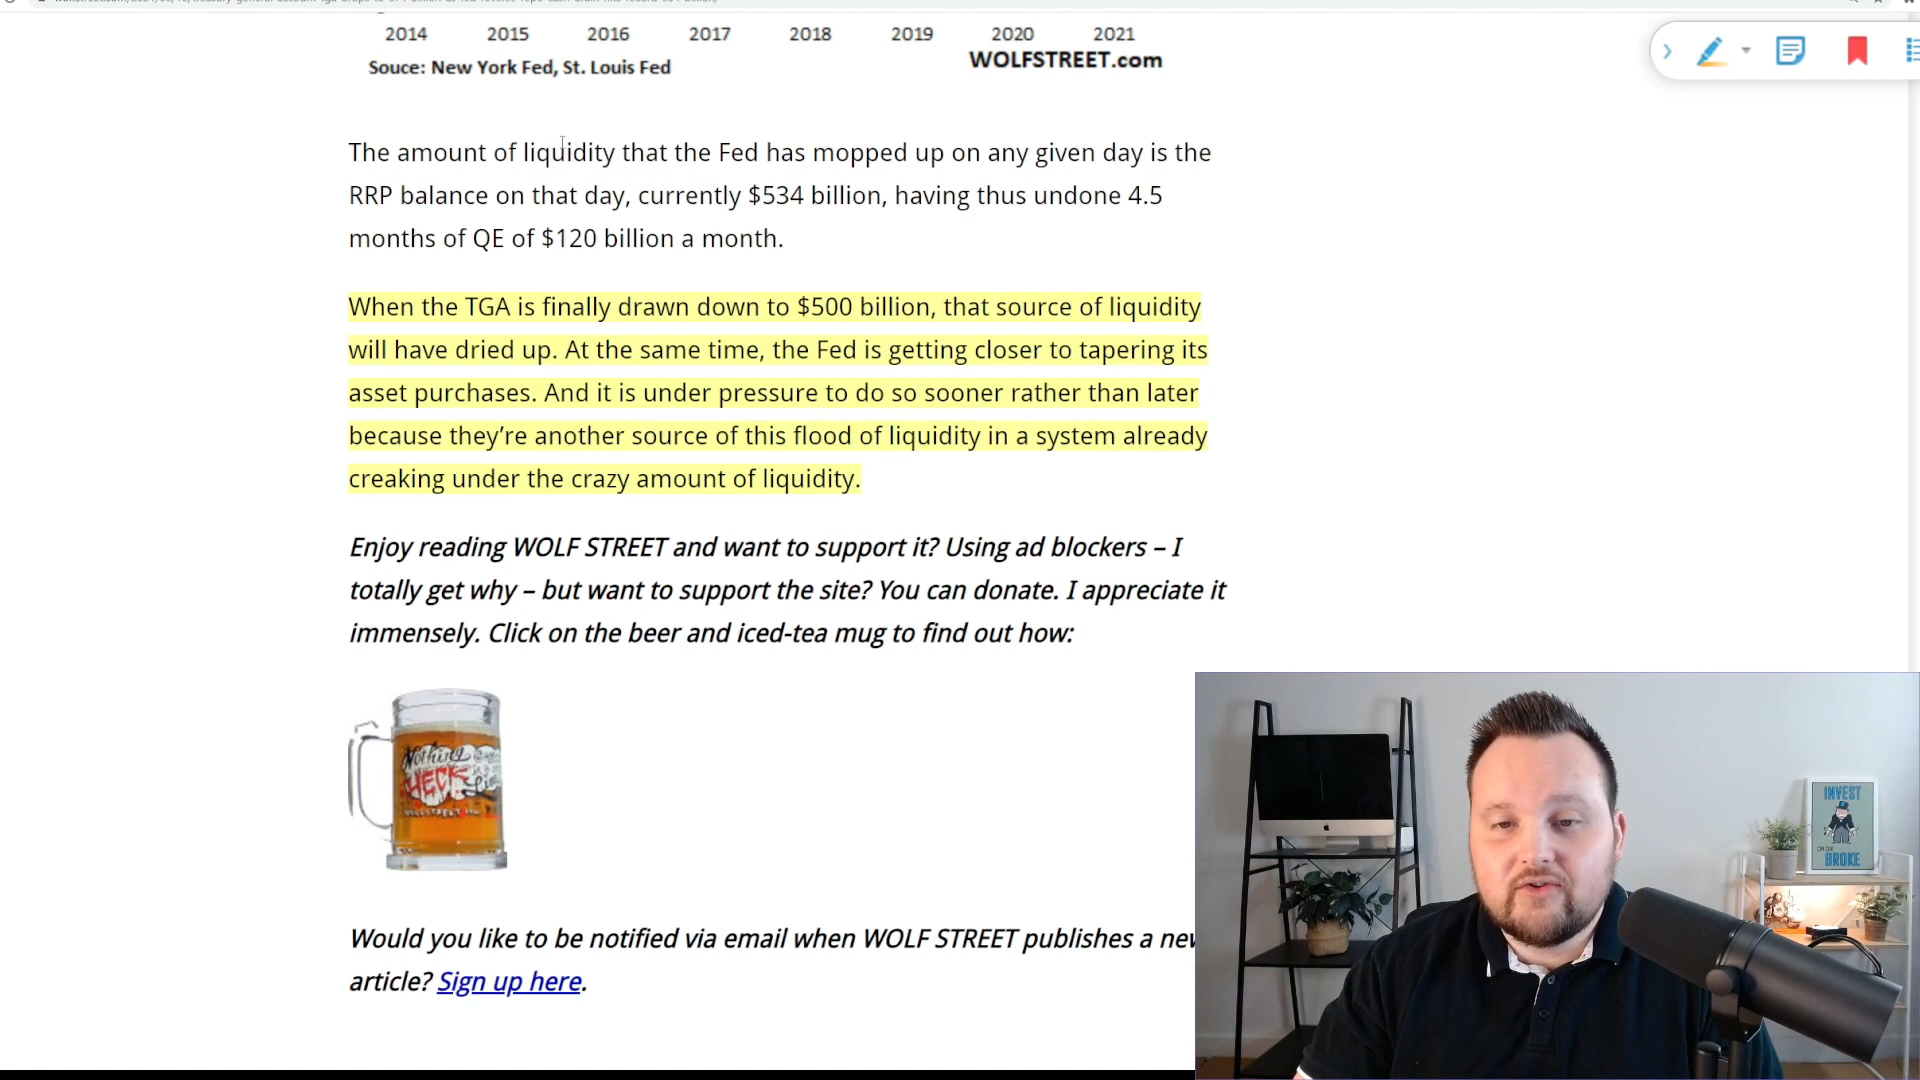 2014 2015 2016 2017 2018 2019 2020 2021
Souce: New York Fed, St. Louis Fed
WOLFSTREET.com
The amount of liquidity that the Fed has mopped up on any given day is the
RRP balance on that day, currently $534 billion, having thus undone 4.5
months of QE of $120 billion a month.
When the TGA is finally drawn down to $500 billion, that source of liquidity
will have dried up. At the same time, the Fed is getting closer to tapering its
asset purchases. And it is under pressure to do so sooner rather than later
because they’re another source of this flood of liquidity in a system already
creaking under the crazy amount of liquidity.
Enjoy reading WOLF STREET and want to support it? Using ad blockers – I
totally get why – but want to support the site? You can donate. I appreciate it
immensely. Click on the beer and iced-tea mug to find out how:
Nothing
HECK
Would you like to be notified via email when WOLF STREET publishes a new
article? Sign up here.
INVEST
OR DIE
BROKE